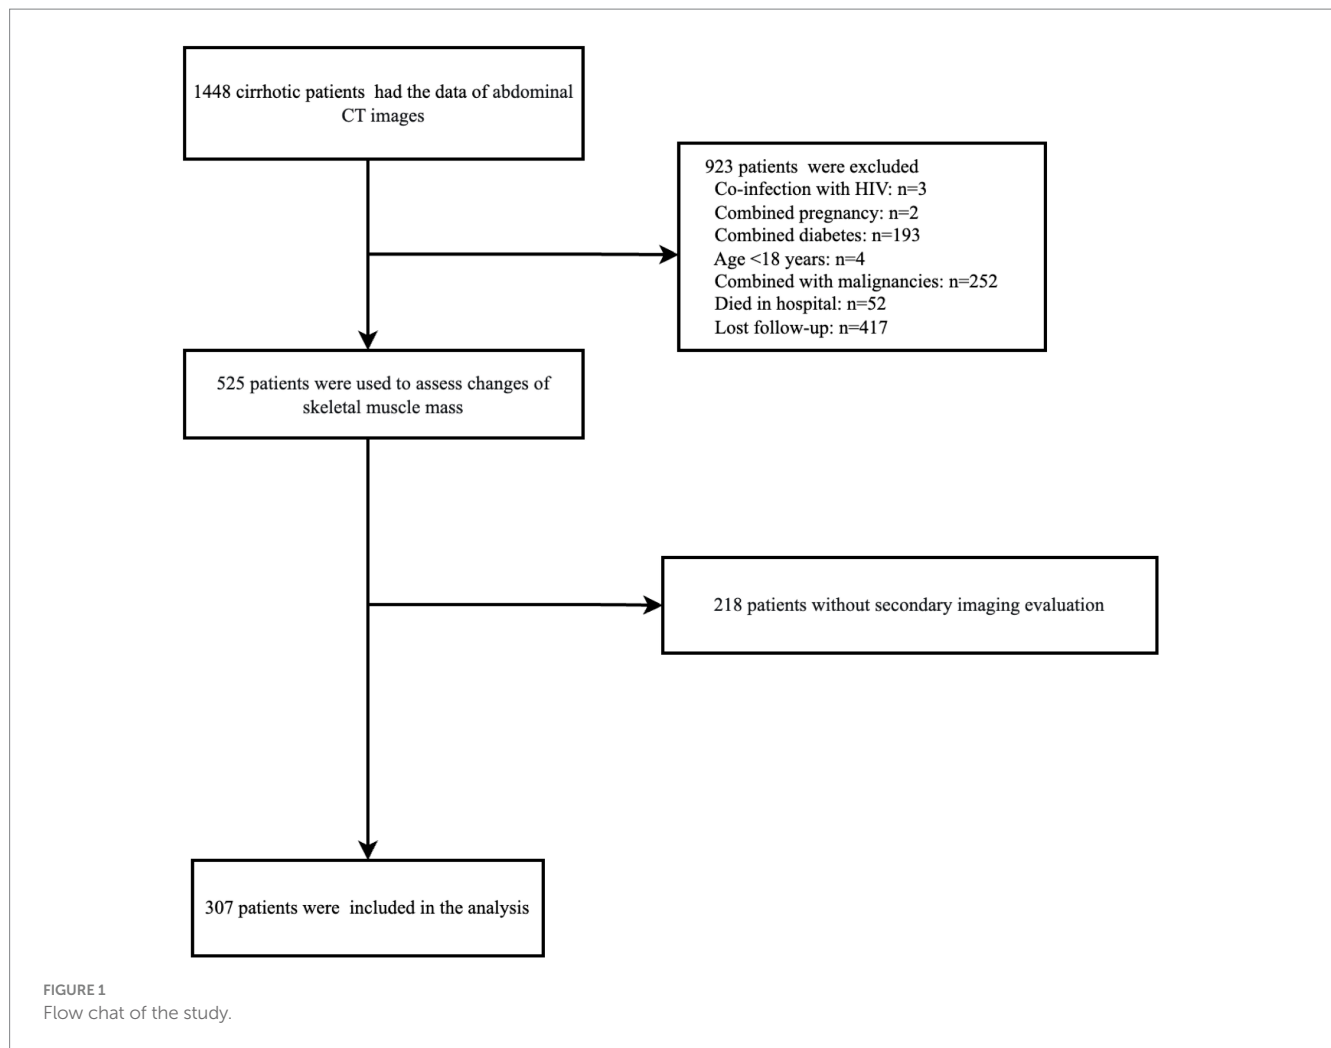 1448 cirrhotic patients had the data of abdominal
CT images
923 patients were excluded
Co-infection with HIV: n=3
Combined pregnancy: n=2
Combined diabetes: n=193
Age <18 years: n=4
Combined with malignancies: n=252
Died in hospital: n=52
Lost follow-up: n=417
525 patients were used to assess changes of
skeletal muscle mass
218 patients without secondary imaging evaluation
307 patients were included in the analysis
FIGURE 1
Flow chat of the study.